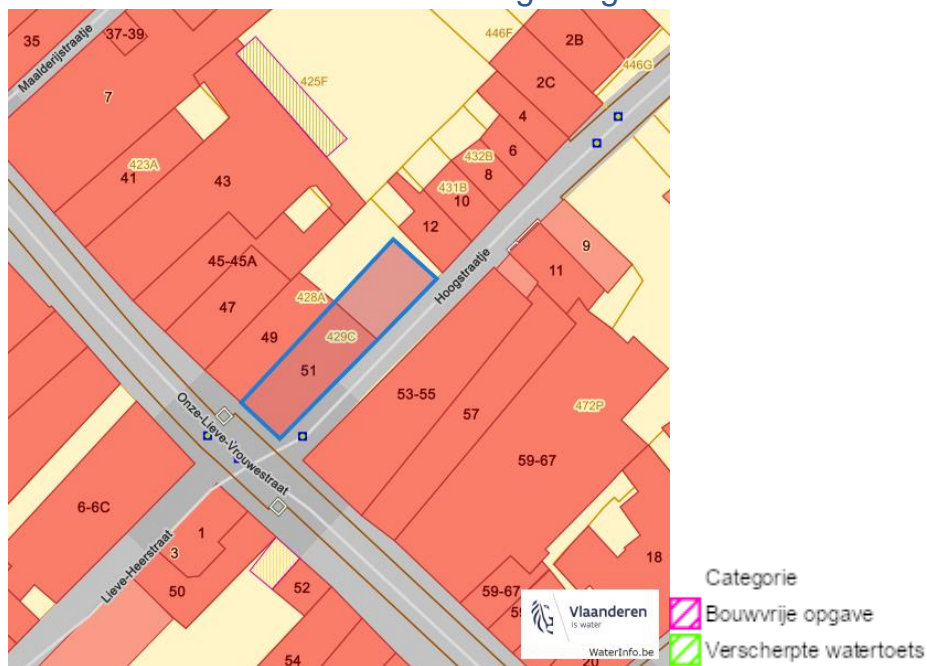 35
37-39
Maalderijstraatje
7
425F
446F
2B
446G
2C
4
6
432B
8
431B
10
12
423A
41
43
9
11
45-45A
Hoogstraatje
47
428A
49
429C
51
53-55
57
472P
59-67
Onze-Lieve-Vrouwestraat
6-6C
1
3
Lieve-Heerstraat
50
52
54
59-67
18
20
Vlaanderen
is water
WaterInfo.be
Categorie
Bouwvrije opgave
Verscherpte watertoets